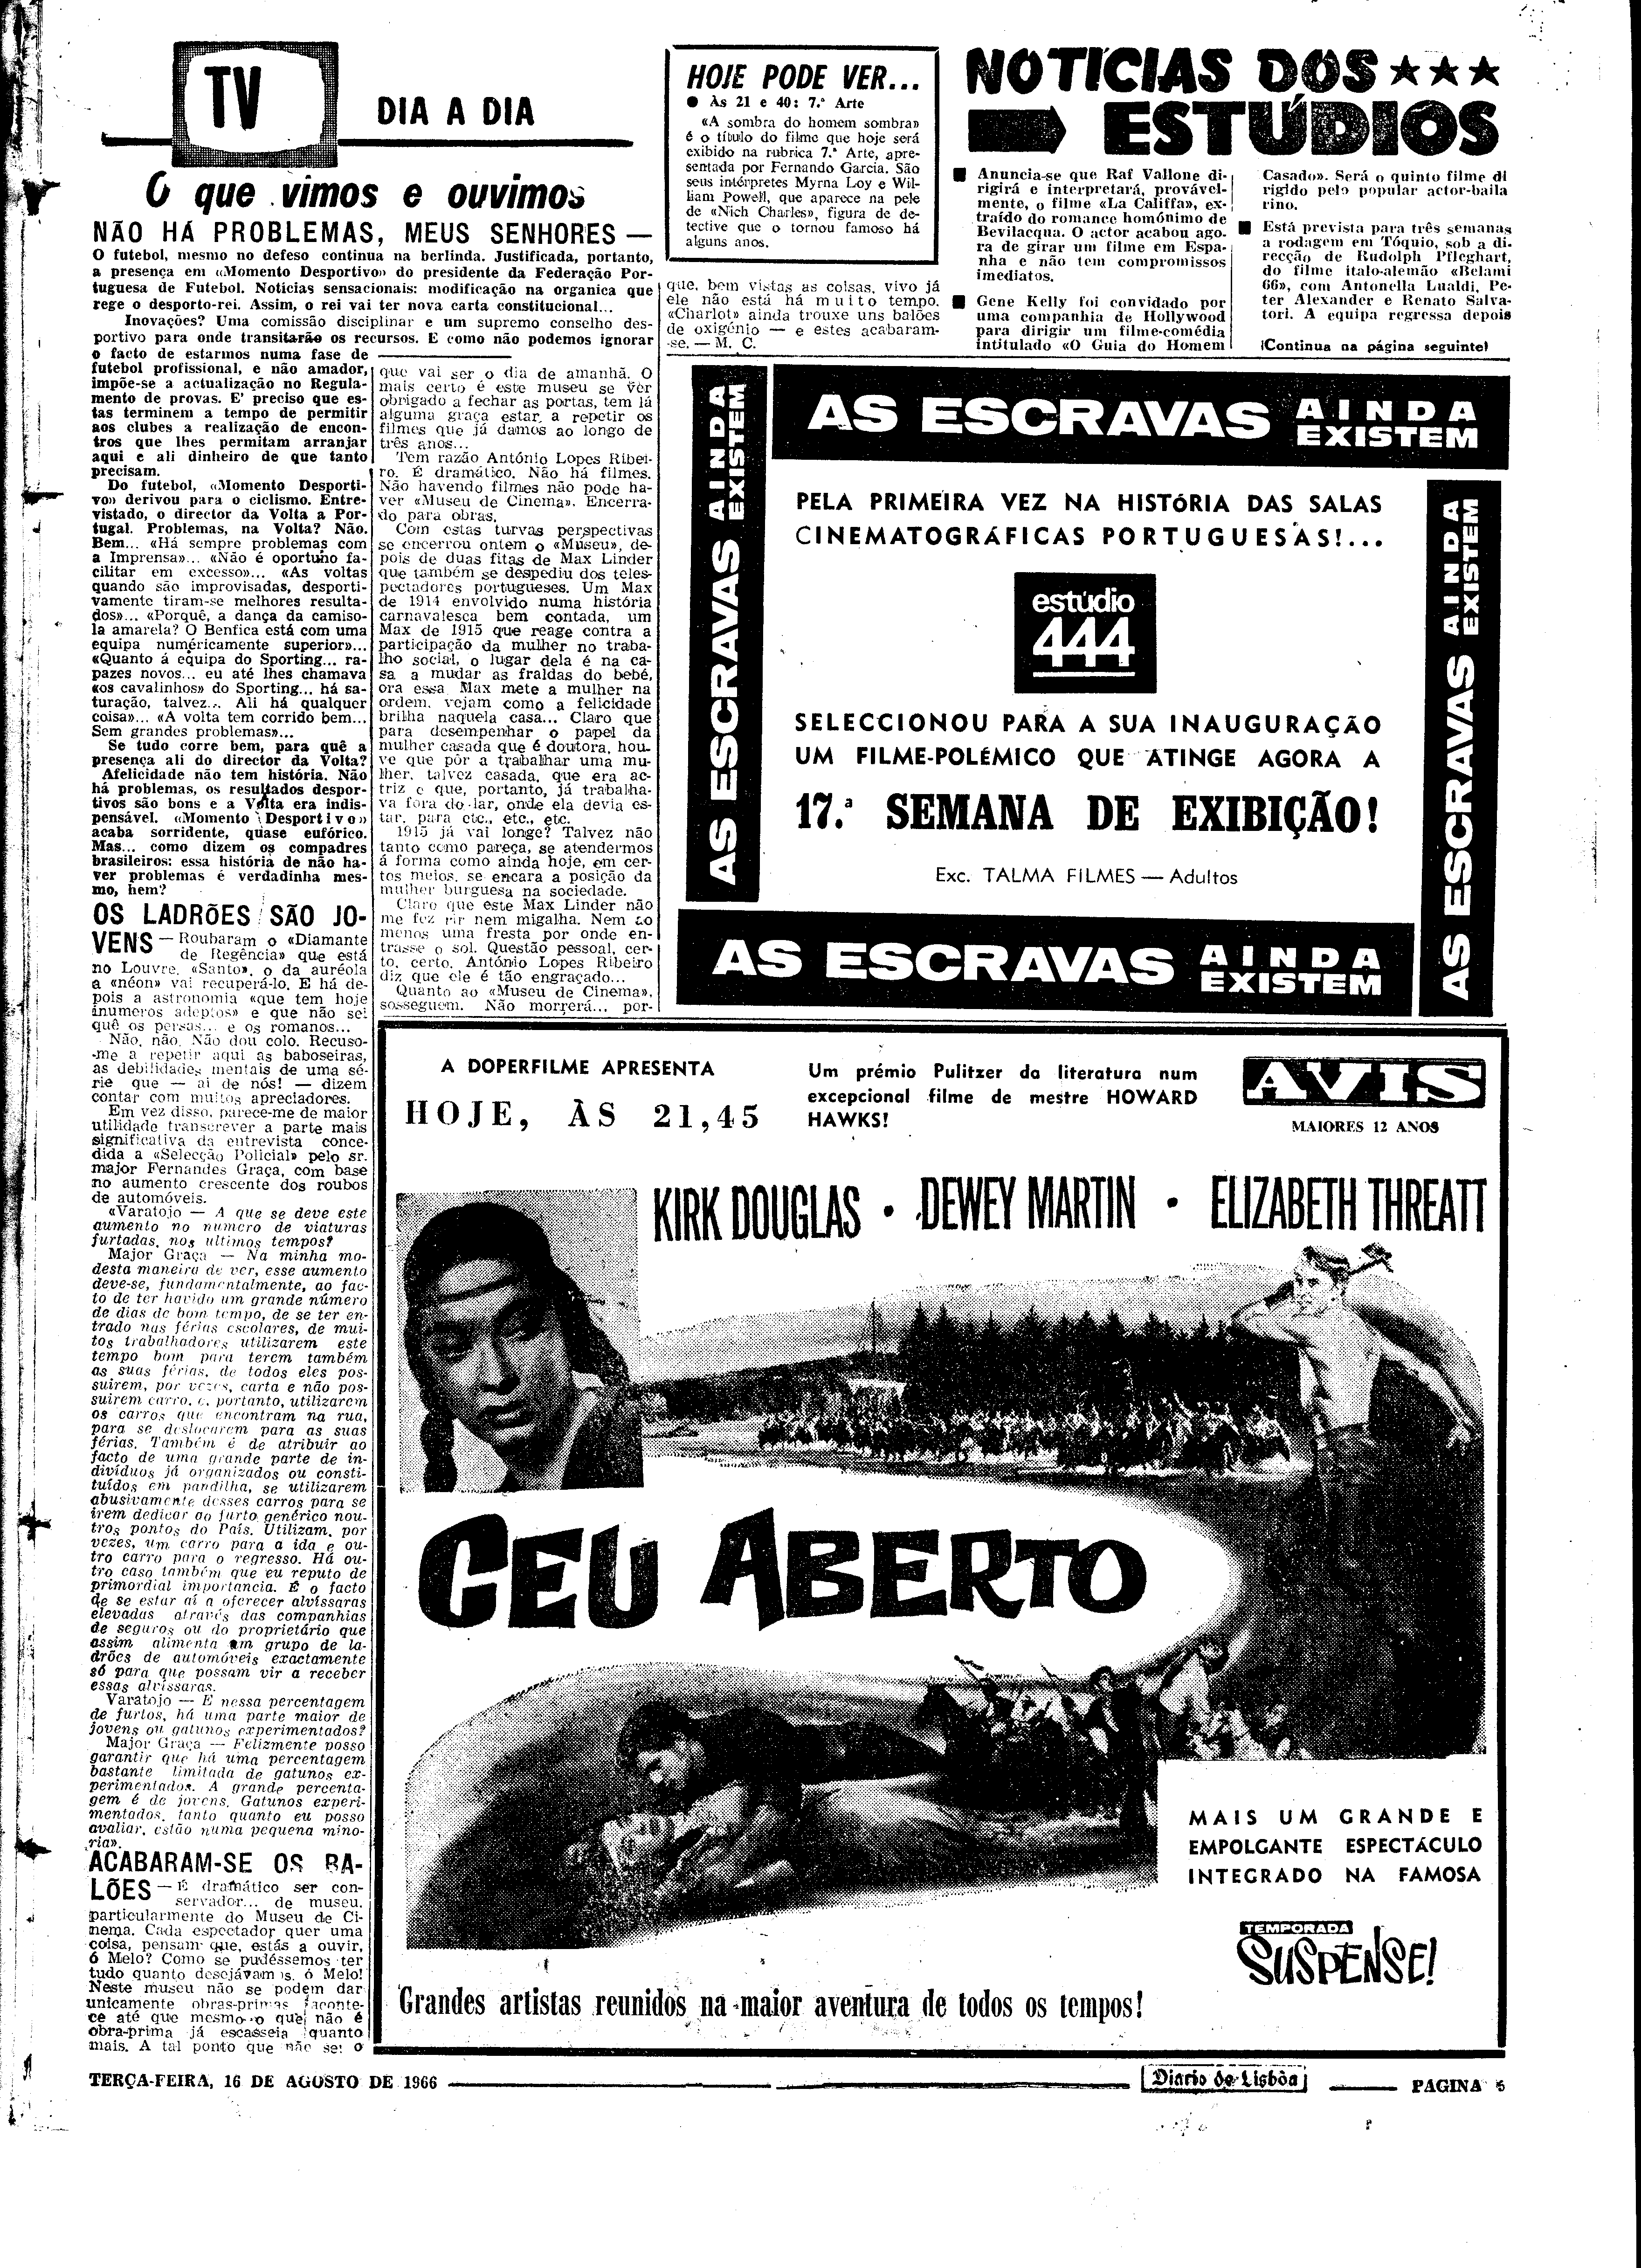 TV
DIA A DIA
O que vimos e ouvimos
NÃO HÁ PROBLEMAS, MEUS SENHORES —
O futebol, mesmo no defeso continua na berlinda. Justificada, portanto,
a presença em «Momento Desportivo» do presidente da Federação Por-
tuguesa de Futebol. Notícias sensacionais: modificação na organica que
rege o desporto-rei. Assim, o rei vai ter nova carta constitucional...
Inovações? Uma comissão disciplinar e um supremo conselho des-
portivo para onde transitarão os recursos. E como não podemos ignorar
o facto de estarmos numa fase de
futebol profissional, e não amador,
impõe-se a actualização no Regula-
mento de provas. E' preciso que es-
tas terminem a tempo de permitir
aos clubes a realização de encon-
tros que lhes permitam arranjar
aqui e ali dinheiro de que tanto
precisam.
Do futebol, «Momento Desporti-
vo» derivou para o ciclismo. Entre-
vistado, o director da Volta a Por-
tugal. Problemas, na Volta? Não.
Bem... «Há sempre problemas com
a Imprensa»... «Não é oportuno fa-
cilitar em excesso»... «As voltas
quando são improvisadas, desporti-
vamente tiram-se melhores resulta-
dos»... «Porquê, a dança da camiso-
la amarela? O Benfica está com uma
equipa numéricamente superior»...
«Quanto á equipa do Sporting... ra-
pazes novos... eu até lhes chamava
«os cavalinhos» do Sporting... há sa-
turação, talvez... Ali há qualquer
coisa»... «A volta tem corrido bem...
Sem grandes problemas»...
Se tudo corre bem, para quê a
presença ali do director da Volta?
Afelicidade não tem história. Não
há problemas, os resultados despor-
tivos são bons e a Volta era indis-
pensável. «Momento Desportivo»
acaba sorridente, quase eufórico.
Mas... como dizem os compadres
brasileiros: essa história de não ha-
ver problemas é verdadinha mes-
mo, hem?
OS LADRÕES SÃO JO-
VENS — Roubaram o «Diamante
de Regência» que está
no Louvre. «Santo», o da auréola
a «néon» vai recuperá-lo. E há de-
pois a astronomia «que tem hoje
inumeros adeptos» e que não sei
quê os persas... e os romanos...
Não, não. Não dou colo. Recuso-
-me a repetir aqui as baboseiras,
as debilidades mentais de uma sé-
rie que — ai de nós! — dizem
contar com muitos apreciadores.
Em vez disso, parece-me de maior
utilidade transcrever a parte mais
significativa da entrevista conce-
dida a «Selecção Policial» pelo sr.
major Fernandes Graça, com base
no aumento crescente dos roubos
de automóveis.
«Varatojo — A que se deve este
aumento no numero de viaturas
furtadas, nos ultimos tempos?
Major Graça — Na minha mo-
desta maneira de ver, esse aumento
deve-se, fundamentalmente, ao fac-
to de ter havido um grande número
de dias de bom tempo, de se ter en-
trado nas férias escolares, de mui-
tos trabalhadores utilizarem este
tempo bom para terem também
as suas férias, de todos eles pos-
suirem, por vezes, carta e não pos-
suirem carro, e, portanto, utilizarem
os carros que encontram na rua,
para se deslocarem para as suas
férias. Também é de atribuir ao
facto de uma grande parte de in-
divíduos já organizados ou consti-
tuídos em pandilha, se utilizarem
abusivamente desses carros para se
irem dedicar ao furto genérico nou-
tros pontos do País. Utilizam, por
vezes, um carro para a ida e ou-
tro carro para o regresso. Há ou-
tro caso também que eu reputo de
primordial importancia. É o facto
de se estar aí a oferecer alvíssaras
elevadas através das companhias
de seguros ou do proprietário que
assim alimenta um grupo de la-
drões de automóveis exactamente
só para que possam vir a receber
essas alvíssaras.
Varatojo — E nessa percentagem
de furtos, há uma parte maior de
jovens ou gatunos experimentados?
Major Graça — Felizmente posso
garantir que há uma percentagem
bastante limitada de gatunos ex-
perimentados. A grande percenta-
gem é de jovens. Gatunos experi-
mentados, tanto quanto eu posso
avaliar, estão numa pequena mino-
ria».
ACABARAM-SE OS BA-
LÕES — É dramático ser con-
servador... de museu,
particularmente do Museu de Ci-
nema. Cada espectador quer uma
coisa, pensam que, estás a ouvir,
ó Melo? Como se pudéssemos ter
tudo quanto desejávamos, ó Melo!
Neste museu não se podem dar
unicamente obras-primas (aconte-
ce até que mesmo o que não é
obra-prima já escasseia quanto
mais. A tal ponto que não sei o
que vai ser o dia de amanhã. O
mais certo é este museu se ver
obrigado a fechar as portas, tem lá
alguma graça estar a repetir os
filmes que já damos ao longo de
três anos...
Tem razão António Lopes Ribei-
ro. É dramático. Não há filmes.
Não havendo filmes não pode ha-
ver «Museu de Cinema». Encerra-
do para obras.
Com estas turvas perspectivas
se encerrou ontem o «Museu», de-
pois de duas fitas de Max Linder
que também se despediu dos teles-
pectadores portugueses. Um Max
de 1914 envolvido numa história
carnavalesca bem contada, um
Max de 1915 que reage contra a
participação da mulher no traba-
lho social, o lugar dela é na ca-
sa a mudar as fraldas do bebé,
ora essa, Max mete a mulher na
ordem, vejam como a felicidade
brilha naquela casa... Claro que
para desempenhar o papel da
mulher casada que é doutora, hou-
ve que pôr a trabalhar uma mu-
lher, talvez casada, que era ac-
triz e que, portanto, já trabalha-
va fora do lar, onde ela devia es-
tar, para etc., etc., etc.
1915 já vai longe? Talvez não
tanto como pareça, se atendermos
á forma como ainda hoje, em cer-
tos meios, se encara a posição da
mulher burguesa na sociedade.
Claro que este Max Linder não
me fez rir nem migalha. Nem ao
menos uma fresta por onde en-
trasse o sol. Questão pessoal, cer-
to, certo. António Lopes Ribeiro
diz que ele é tão engraçado...
Quanto ao «Museu de Cinema»,
sosseguem. Não morrerá... por-
que, bem vistas as coisas, vivo já
ele não está há muito tempo.
«Charlot» ainda trouxe uns balões
de oxigénio — e estes acabaram-
-se. — M. C.
HOJE PODE VER...
● Às 21 e 40: 7.ª Arte
«A sombra do homem sombra»
é o título do filme que hoje será
exibido na rubrica 7.ª Arte, apre-
sentada por Fernando Garcia. São
seus intérpretes Myrna Loy e Wil-
liam Powell, que aparece na pele
de «Nich Charles», figura de de-
tective que o tornou famoso há
alguns anos.
NOTÍCIAS DOS ★★★
ESTÚDIOS
■ Anuncia-se que Raf Vallone di-
rigirá e interpretará, provàvel-
mente, o filme «La Califfa», ex-
traído do romance homónimo de
Bevilacqua. O actor acabou ago-
ra de girar um filme em Espa-
nha e não tem compromissos
imediatos.
■ Gene Kelly foi convidado por
uma companhia de Hollywood
para dirigir um filme-comédia
intitulado «O Guia do Homem
Casado». Será o quinto filme di
rigido pelo popular actor-baila
rino.
■ Está prevista para três semanas
a rodagem em Tóquio, sob a di-
recção de Rudolph Pfleghart,
do filme italo-alemão «Belami
66», com Antonella Lualdi, Pe-
ter Alexander e Renato Salva-
tori. A equipa regressa depois
(Continua na página seguinte)
AS ESCRAVAS AINDA EXISTEM
AS ESCRAVAS AINDA EXISTEM
PELA PRIMEIRA VEZ NA HISTÓRIA DAS SALAS
CINEMATOGRÁFICAS PORTUGUESAS!...
estúdio
444
SELECCIONOU PARA A SUA INAUGURAÇÃO
UM FILME-POLÉMICO QUE ATINGE AGORA A
17.ª SEMANA DE EXIBIÇÃO!
Exc. TALMA FILMES — Adultos
AS ESCRAVAS AINDA EXISTEM
AS ESCRAVAS AINDA EXISTEM
A DOPERFILME APRESENTA
HOJE, ÀS 21,45
Um prémio Pulitzer da literatura num
excepcional filme de mestre HOWARD
HAWKS!
AVIS
MAIORES 12 ANOS
KIRK DOUGLAS • DEWEY MARTIN • ELIZABETH THREATT
CEU ABERTO
MAIS UM GRANDE E
EMPOLGANTE ESPECTÁCULO
INTEGRADO NA FAMOSA
TEMPORADA
SUSPENSE!
Grandes artistas reunidos na maior aventura de todos os tempos!
TERÇA-FEIRA, 16 DE AGOSTO DE 1966
Diario de Lisbôa
PAGINA 5